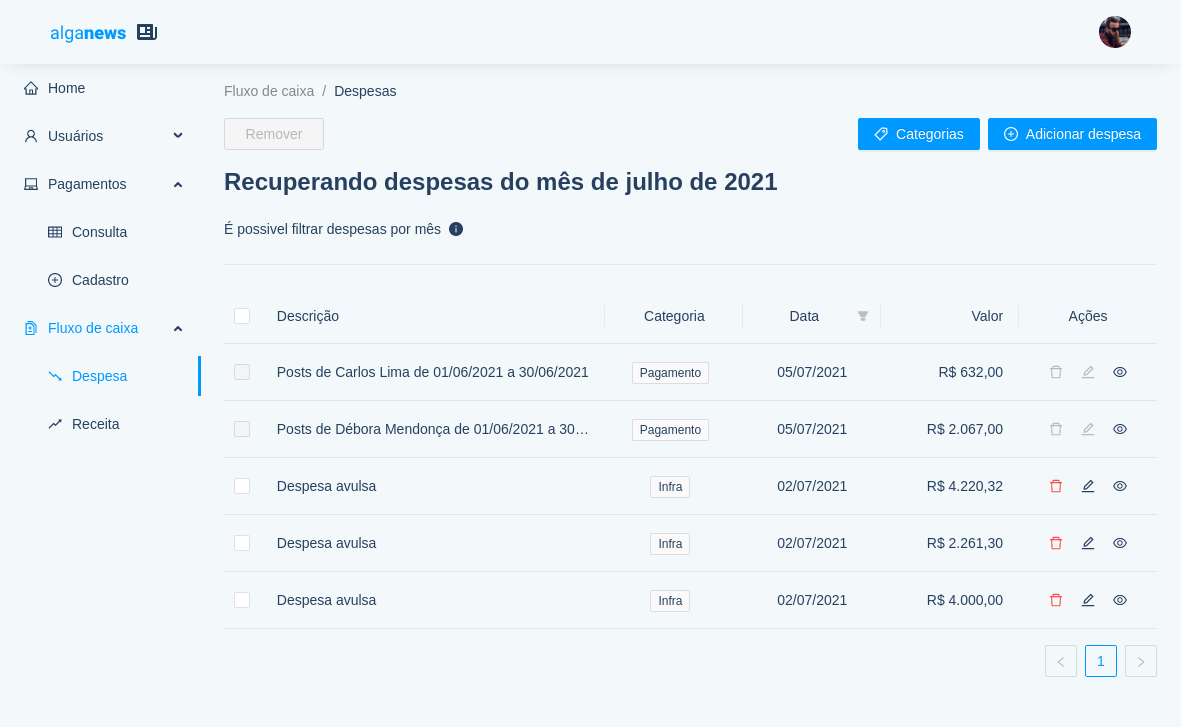 alganews
Home
Usuários
Pagamentos
Consulta
Cadastro
Fluxo de caixa
Despesa
Receita
Fluxo de caixa / Despesas
Remover
Categorias
Adicionar despesa
Recuperando despesas do mês de julho de 2021
É possivel filtrar despesas por mês
Descrição Categoria Data Valor Ações
Posts de Carlos Lima de 01/06/2021 a 30/06/2021 Pagamento 05/07/2021 R$ 632,00
Posts de Débora Mendonça de 01/06/2021 a 30… Pagamento 05/07/2021 R$ 2.067,00
Despesa avulsa Infra 02/07/2021 R$ 4.220,32
Despesa avulsa Infra 02/07/2021 R$ 2.261,30
Despesa avulsa Infra 02/07/2021 R$ 4.000,00
1